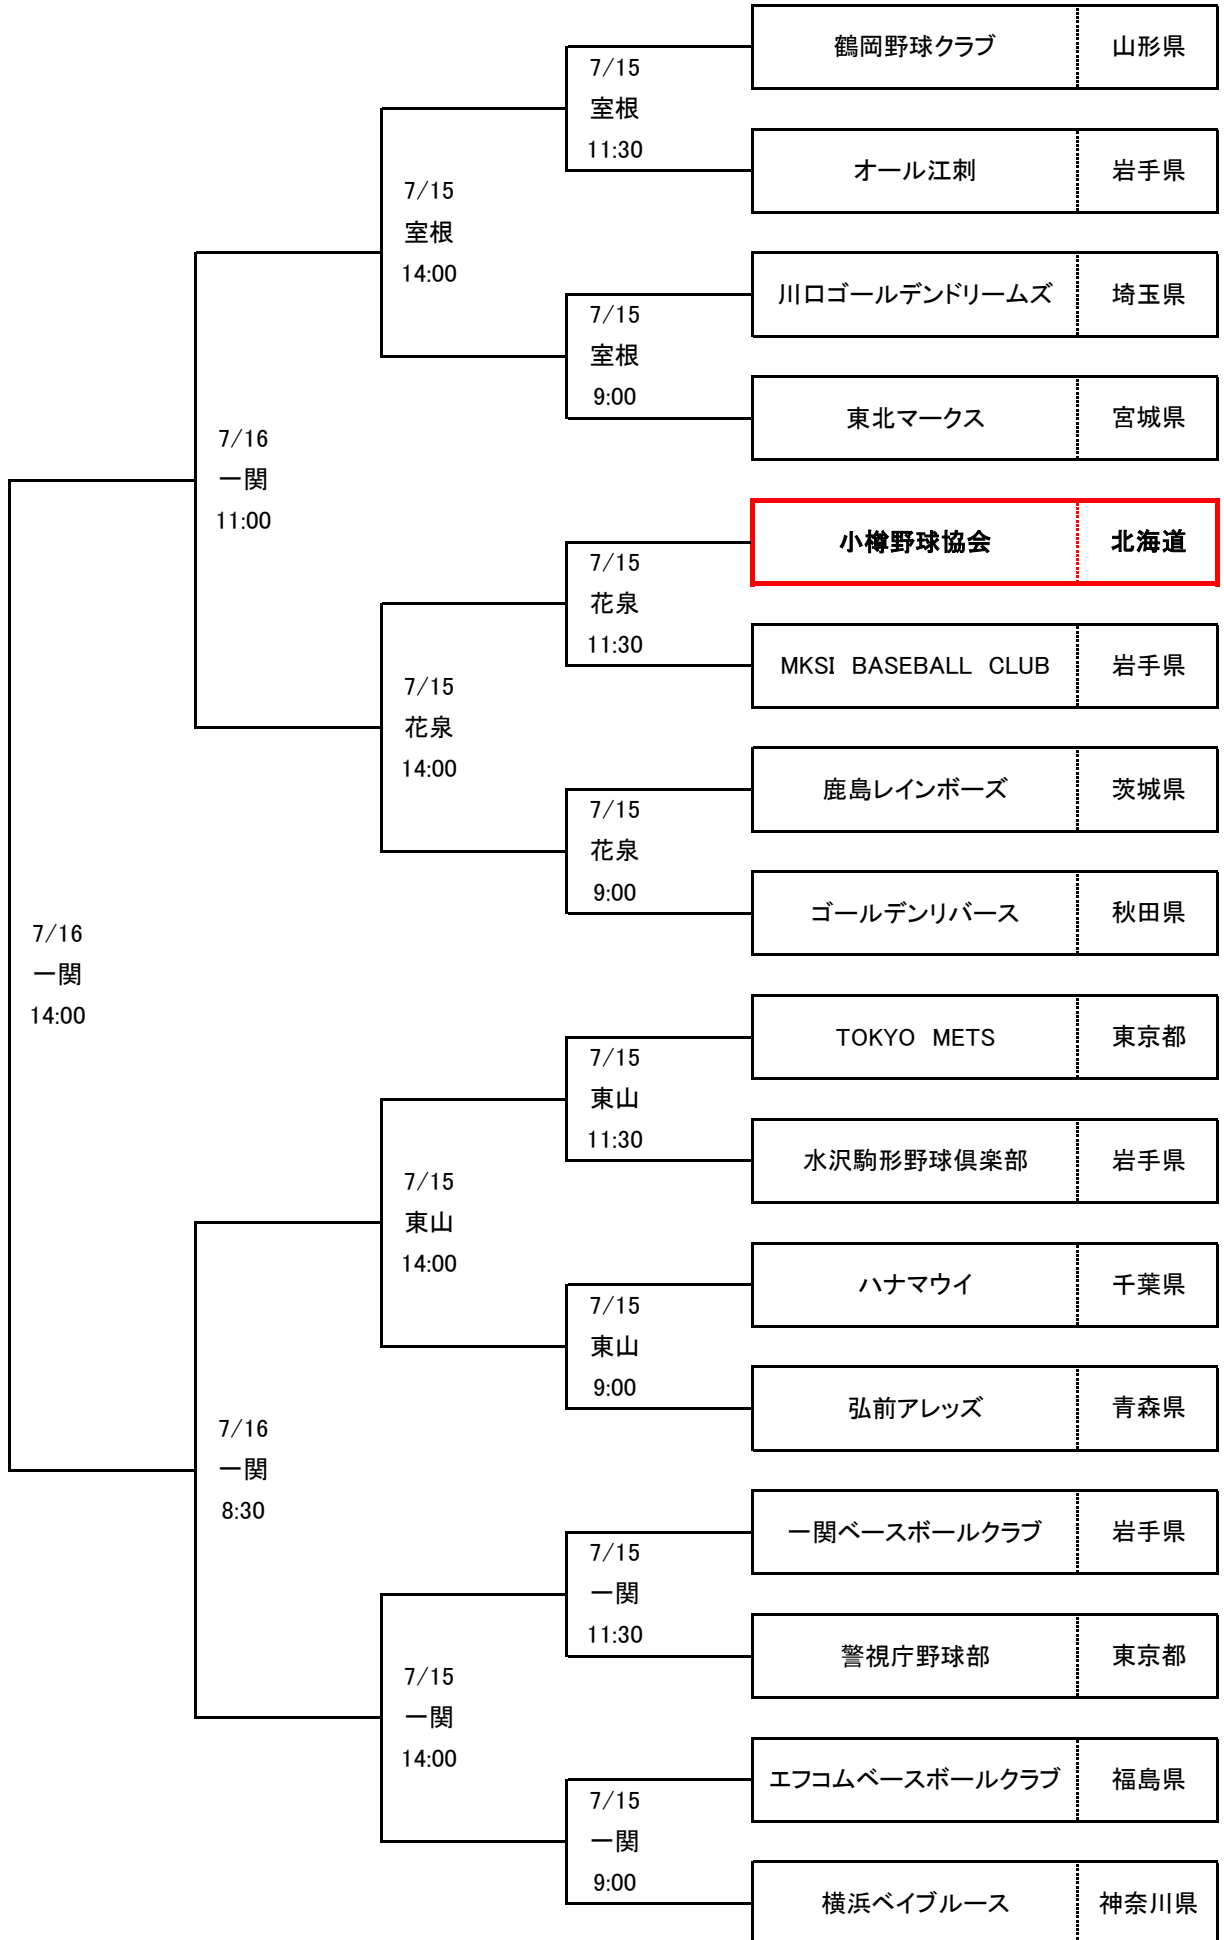 鶴岡野球クラブ 山形県
7/15
室根
11:30
オール江刺 岩手県
7/15
室根
14:00
川口ゴールデンドリームズ 埼玉県
7/15
室根
9:00
東北マークス 宮城県
7/16
一関
11:00
小樽野球協会 北海道
7/15
花泉
11:30
MKSI BASEBALL CLUB 岩手県
7/15
花泉
14:00
鹿島レインボーズ 茨城県
7/15
花泉
9:00
ゴールデンリバース 秋田県
7/16
一関
14:00
TOKYO METS 東京都
7/15
東山
11:30
水沢駒形野球倶楽部 岩手県
7/15
東山
14:00
ハナマウイ 千葉県
7/15
東山
9:00
弘前アレッズ 青森県
7/16
一関
8:30
一関ベースボールクラブ 岩手県
7/15
一関
11:30
警視庁野球部 東京都
7/15
一関
14:00
エフコムベースボールクラブ 福島県
7/15
一関
9:00
横浜ベイブルース 神奈川県